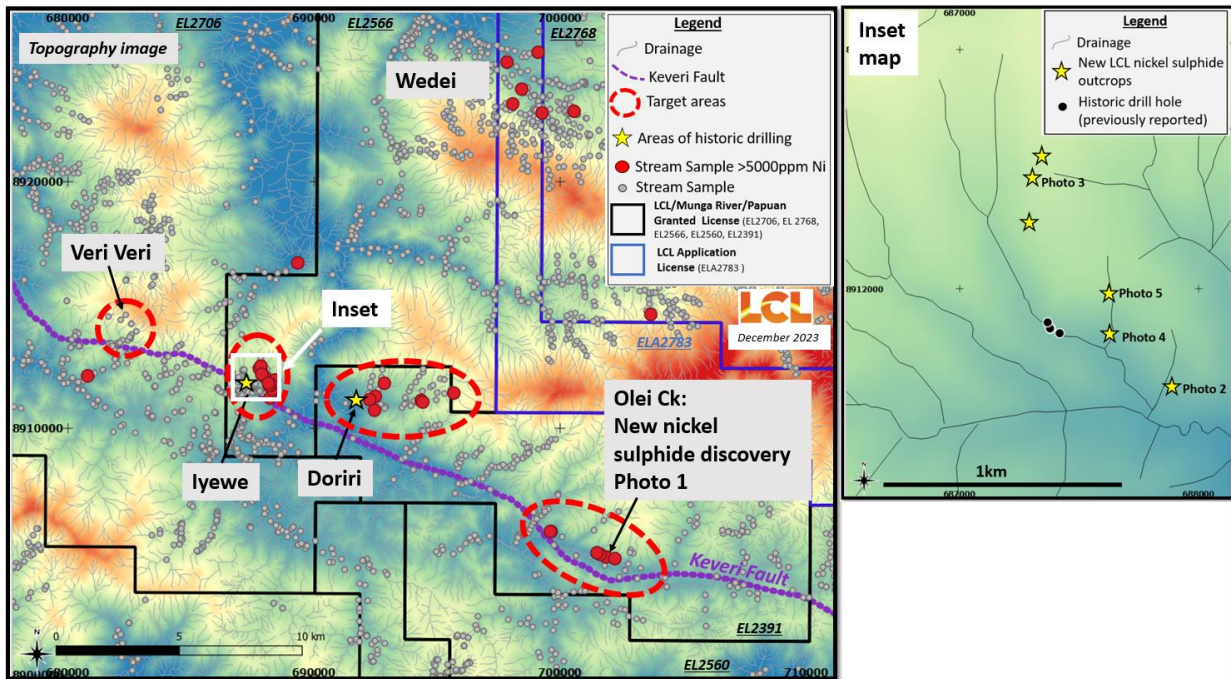 680000
EL2706
690000
EL2566
700000
EL2768
Topography image
Wedei
Legend
Drainage
Keveri Fault
Target areas
Areas of historic drilling
Stream Sample >5000ppm Ni
Stream Sample
LCL/Munga River/Papuan
Granted License (EL2706, EL 2768,
EL2566, EL2560, EL2391)
LCL Application
License (ELA2783 )
8920000
Veri Veri
Inset
LCL
December 2023
ELA2783
8910000
Iyewe
Doriri
Olei Ck:
New nickel
sulphide discovery
Photo 1
Keveri Fault
EL2391
EL2560
N
0
5
10 km
680000
690000
700000
710000
Inset
map
687000
Legend
Drainage
New LCL nickel sulphide
outcrops
Historic drill hole
(previously reported)
Photo 3
8912000
Photo 5
Photo 4
Photo 2
N
1km
687000
688000